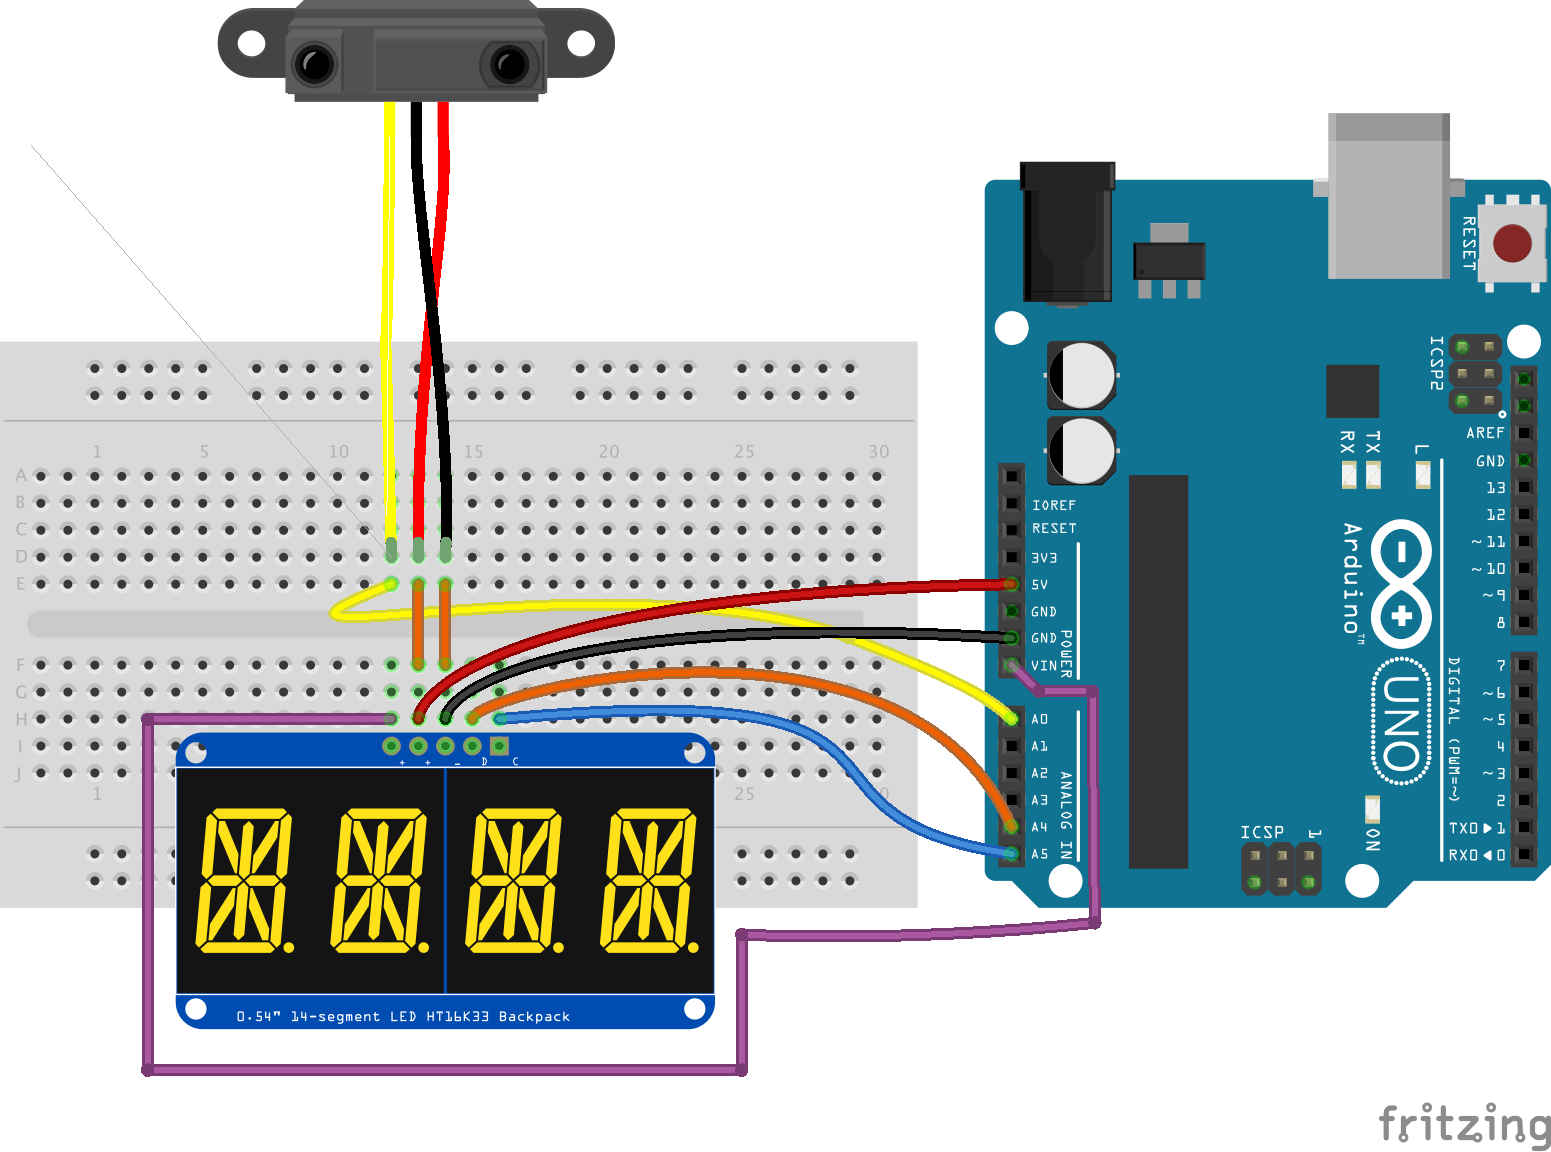 1 5 10 15 20 25 30
A
B
C
D
E
F
G
H
I
J
1 25 0
+ + - D C
0.54" 14-segment LED HT16K33 Backpack
RESET
ICSP2
AREF
GND
13
12
~11
~10
~9
8
7
~6
~5
4
~3
2
TX0▶1
RX0◀0
DIGITAL (PWM=~)
RX TX L
Arduino™
UNO
ON
ICSP 1
IOREF
RESET
3V3
5V
GND
GND
VIN
POWER
A0
A1
A2
A3
A4
A5
ANALOG IN
fritzing